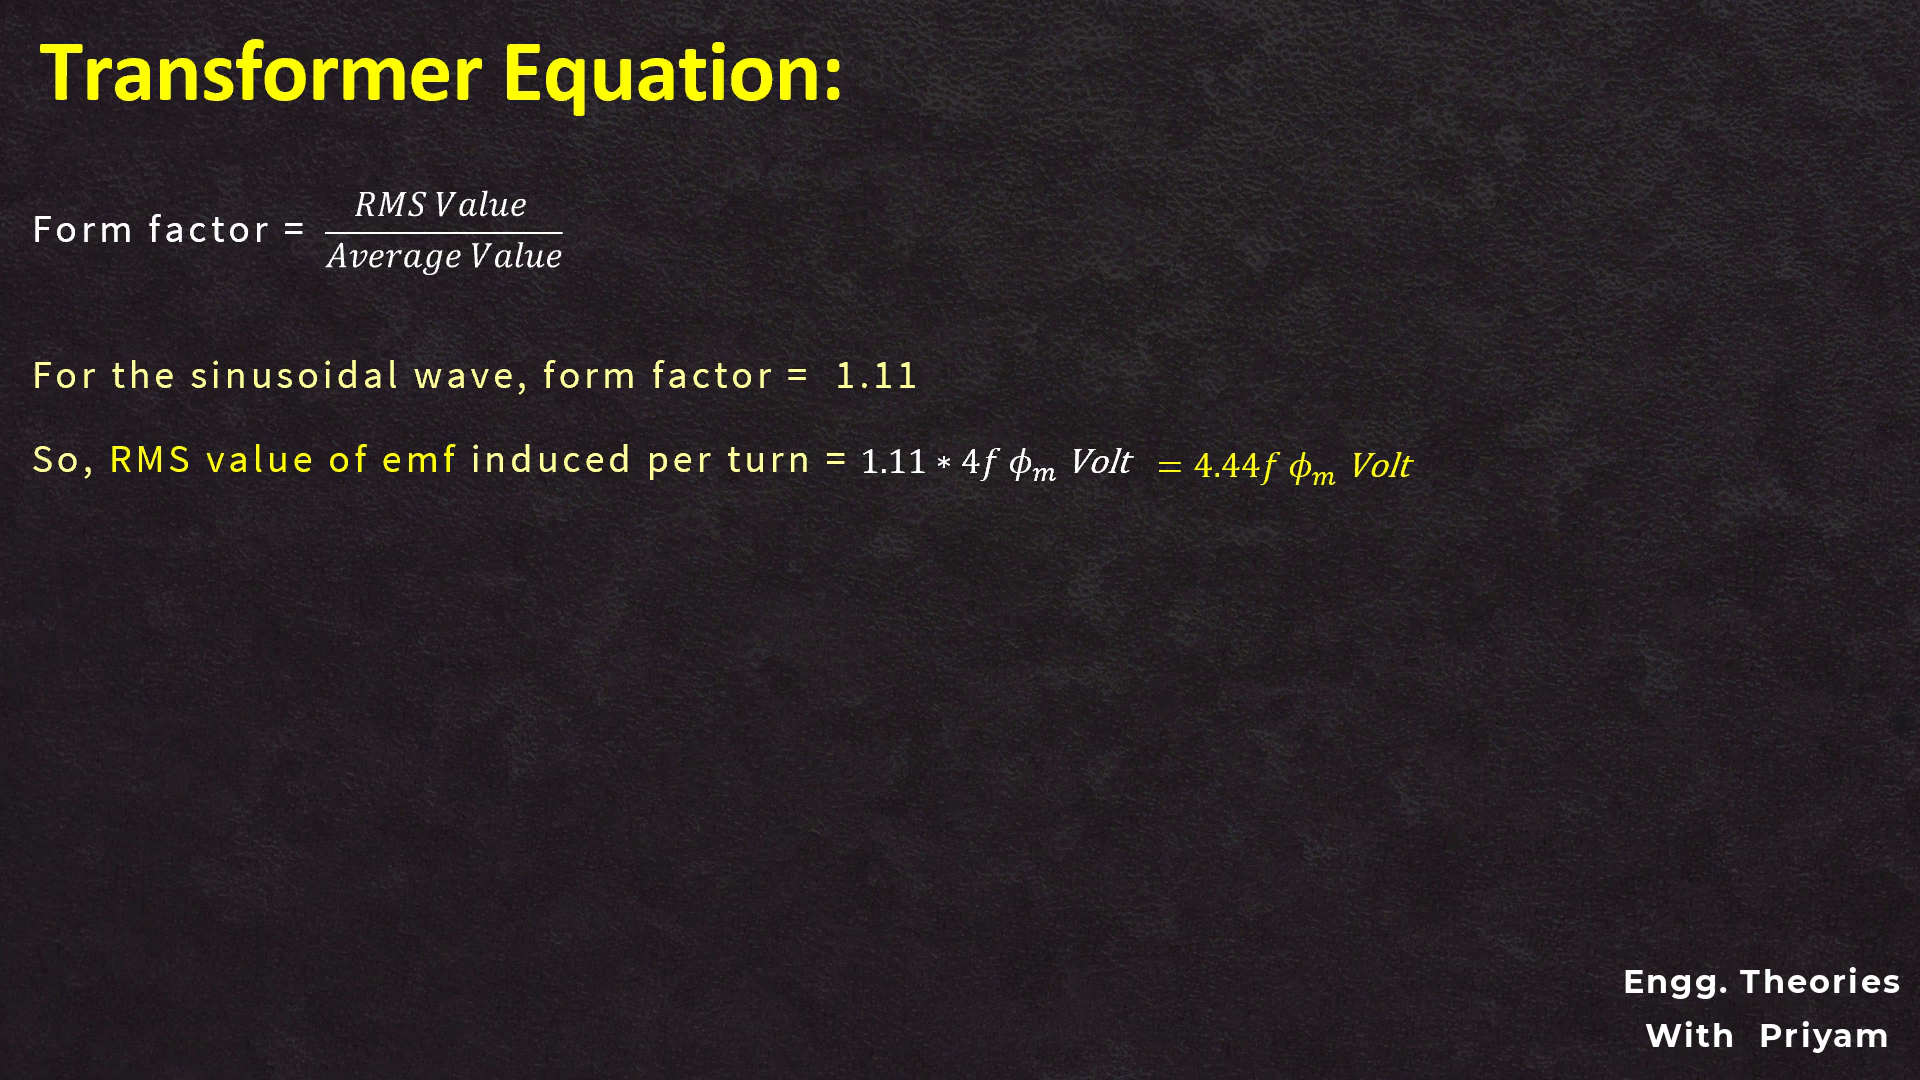 Transformer Equation:
Form factor = RMS Value / Average Value
For the sinusoidal wave, form factor = 1.11
So, RMS value of emf induced per turn = 1.11 * 4f ϕₘ Volt = 4.44f ϕₘ Volt
Engg. Theories
With Priyam